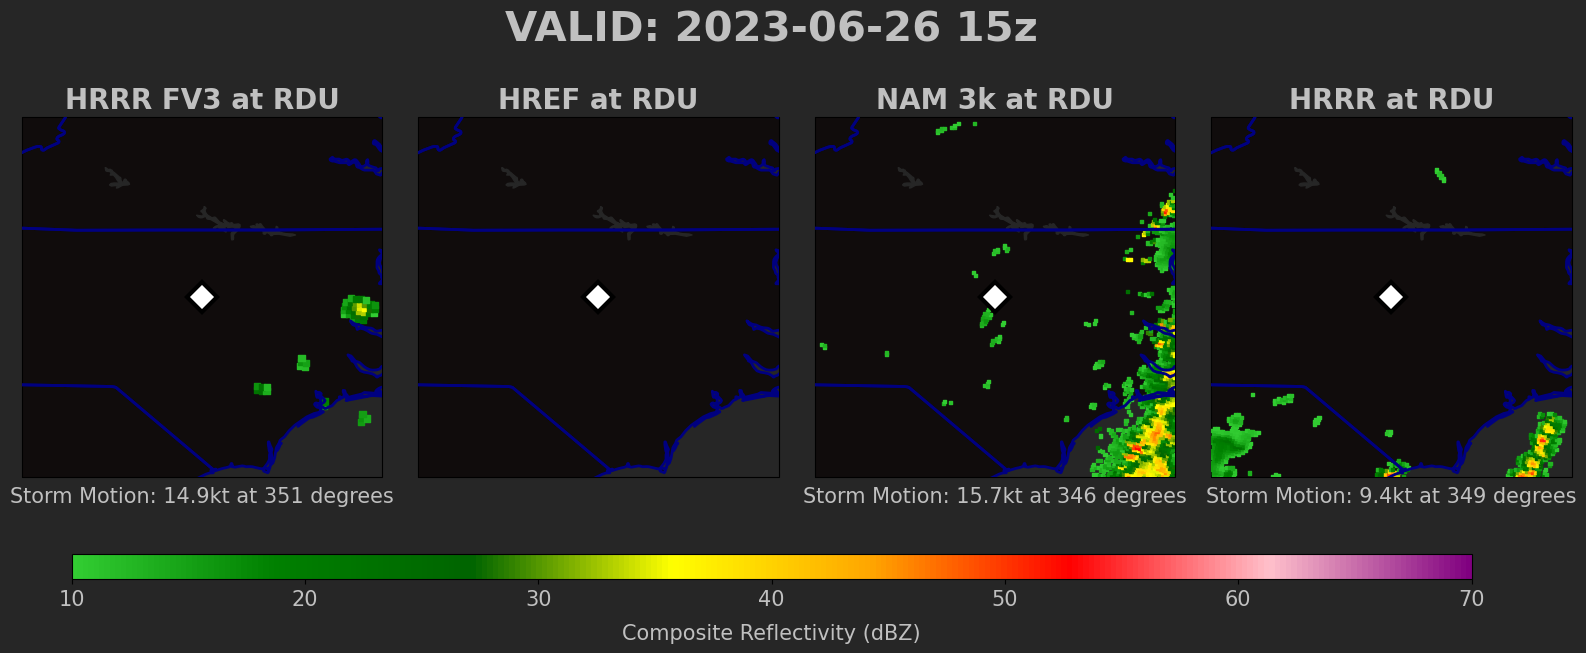 VALID: 2023-06-26 15z
HRRR FV3 at RDU
HREF at RDU
NAM 3k at RDU
HRRR at RDU
Storm Motion: 14.9kt at 351 degrees
Storm Motion: 15.7kt at 346 degrees
Storm Motion: 9.4kt at 349 degrees
10 20 30 40 50 60 70
Composite Reflectivity (dBZ)